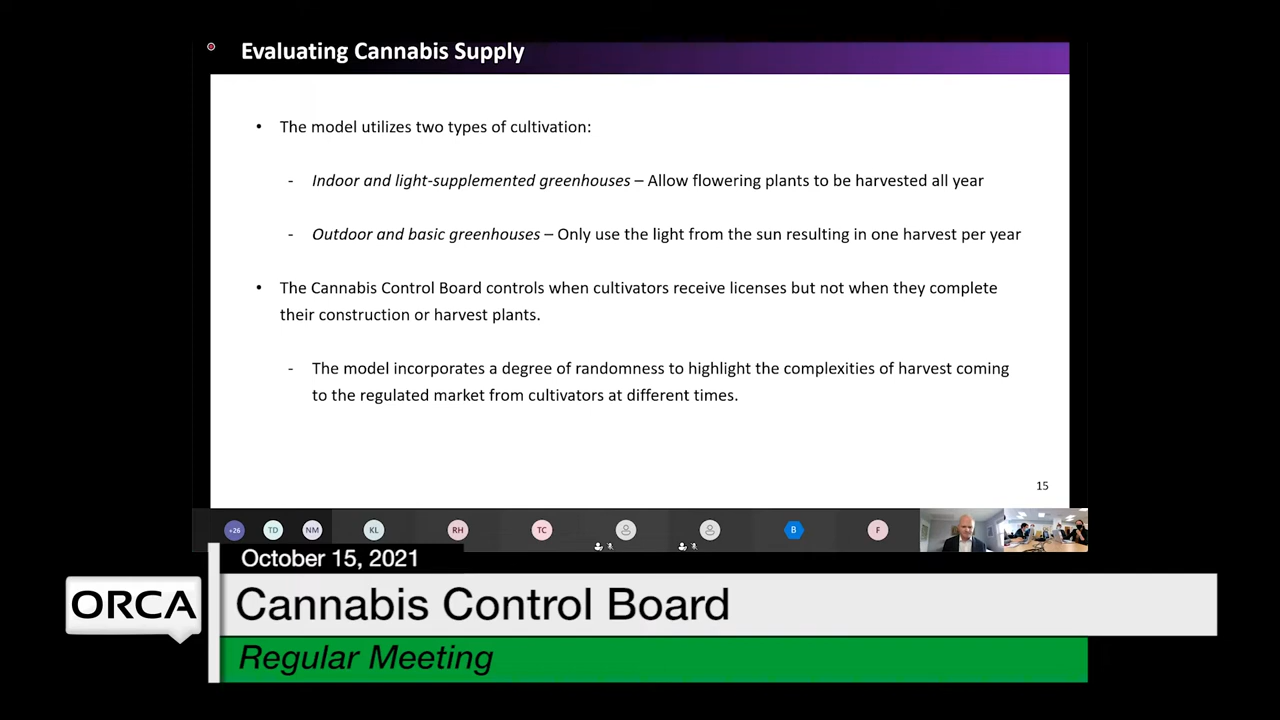 Evaluating Cannabis Supply
• The model utilizes two types of cultivation:
- Indoor and light-supplemented greenhouses – Allow flowering plants to be harvested all year
- Outdoor and basic greenhouses – Only use the light from the sun resulting in one harvest per year
• The Cannabis Control Board controls when cultivators receive licenses but not when they complete
their construction or harvest plants.
- The model incorporates a degree of randomness to highlight the complexities of harvest coming
to the regulated market from cultivators at different times.
15
+26 TD NM KL RH TC B F
October 15, 2021
ORCA
Cannabis Control Board
Regular Meeting